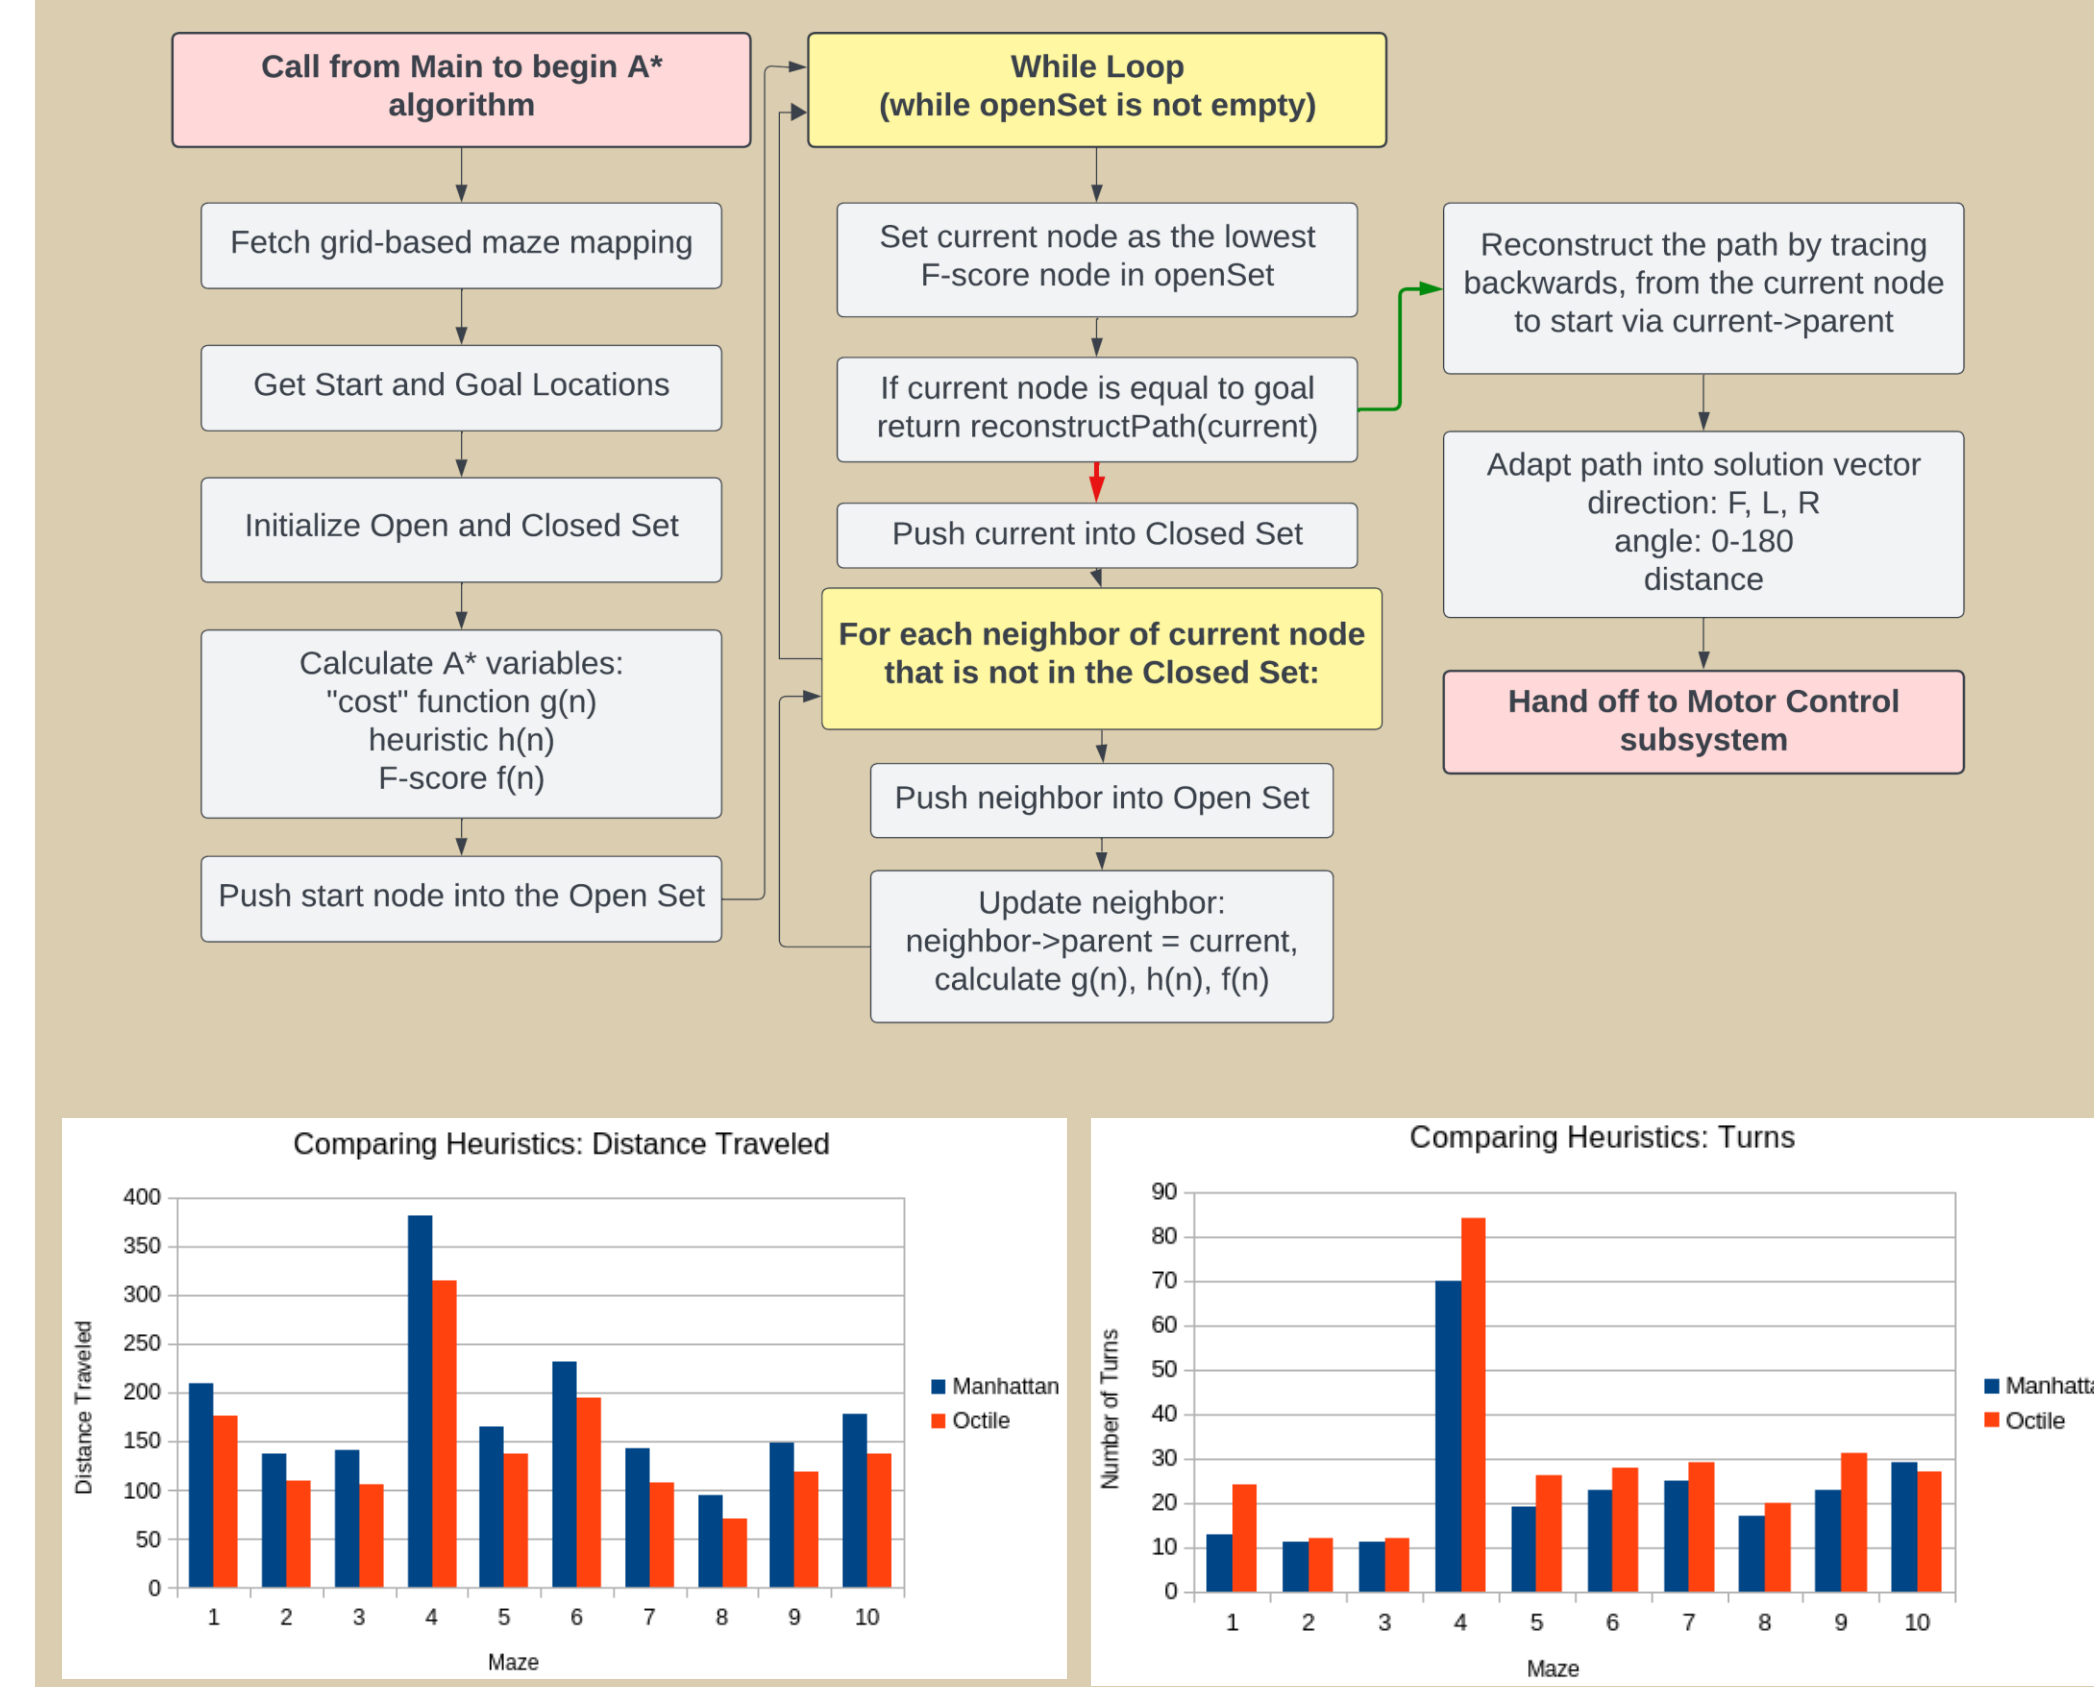 Call from Main to begin A*
algorithm
Fetch grid-based maze mapping
Get Start and Goal Locations
Initialize Open and Closed Set
Calculate A* variables:
"cost" function g(n)
heuristic h(n)
F-score f(n)
Push start node into the Open Set
While Loop
(while openSet is not empty)
Set current node as the lowest
F-score node in openSet
If current node is equal to goal
return reconstructPath(current)
Push current into Closed Set
For each neighbor of current node
that is not in the Closed Set:
Push neighbor into Open Set
Update neighbor:
neighbor->parent = current,
calculate g(n), h(n), f(n)
Reconstruct the path by tracing
backwards, from the current node
to start via current->parent
Adapt path into solution vector
direction: F, L, R
angle: 0-180
distance
Hand off to Motor Control
subsystem
Comparing Heuristics: Distance Traveled
Distance Traveled
400
350
300
250
200
150
100
50
0
1 2 3 4 5 6 7 8 9 10
Maze
Manhattan
Octile
Comparing Heuristics: Turns
Number of Turns
90
80
70
60
50
40
30
20
10
0
1 2 3 4 5 6 7 8 9 10
Maze
Manhatta
Octile